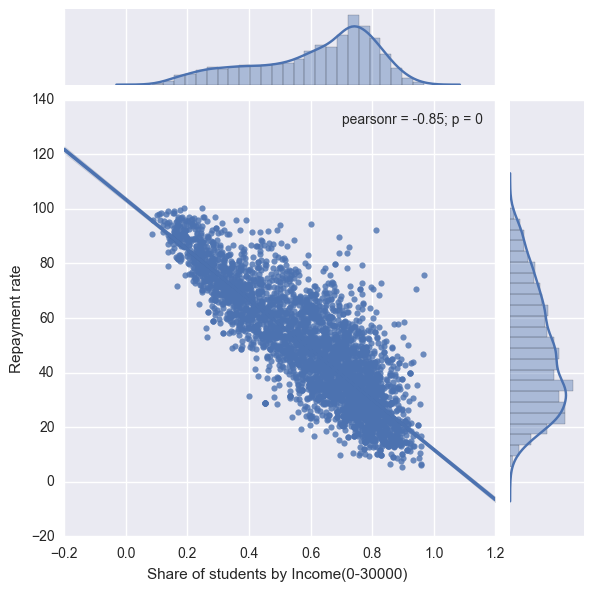 140
120
100
80
60
40
20
0
−20
pearsonr = -0.85; p = 0
Repayment rate
−0.2 0.0 0.2 0.4 0.6 0.8 1.0 1.2
Share of students by Income(0-30000)